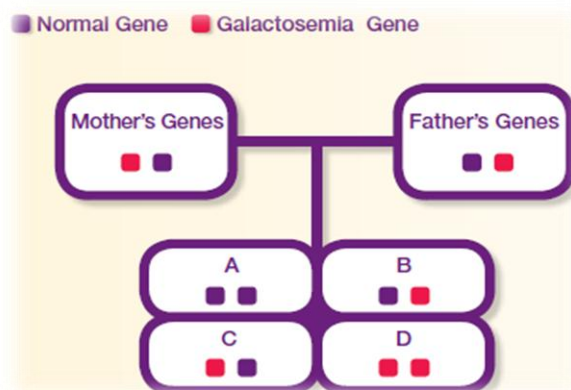 Normal Gene Galactosemia Gene
Mother's Genes Father's Genes
A B
C D